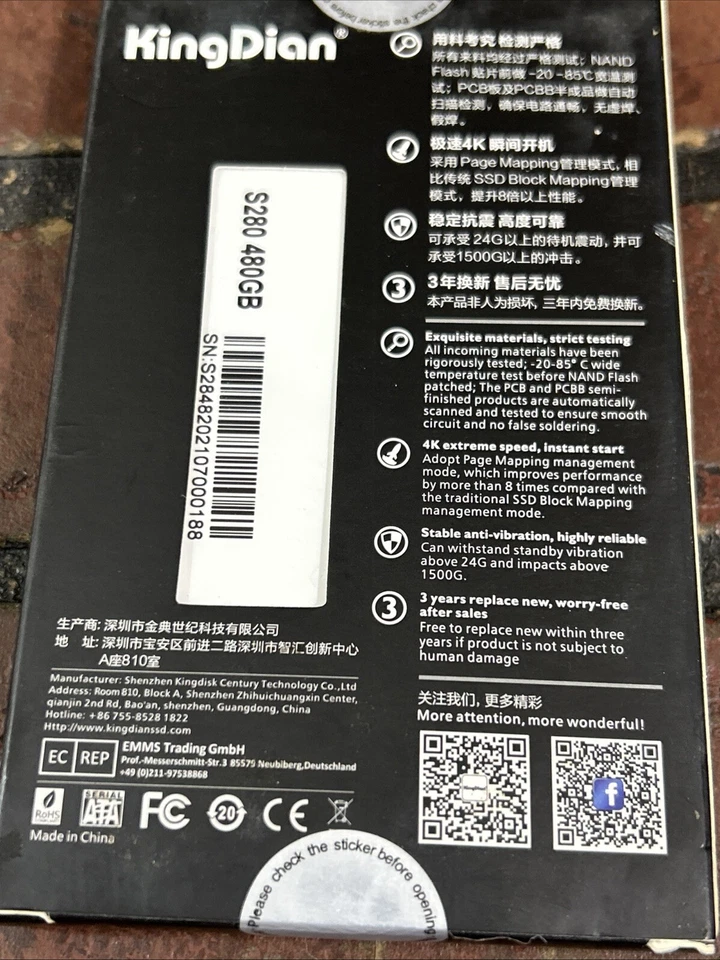 KingDian®
用料考究 检测严格
所有来料均经过严格测试；NAND
Flash 贴片前做 -20 -85℃宽温测
试；PCB板及PCBB半成品做自动
扫描检测，确保电路通畅，无虚焊、
假焊。
极速4K 瞬间开机
采用 Page Mapping管理模式，相
比传统 SSD Block Mapping管理
模式，提升8倍以上性能。
稳定抗震 高度可靠
可承受 24G以上的待机震动，并可
承受1500G以上的冲击。
3
3年换新 售后无忧
本产品非人为损坏，三年内免费换新。
S280 480GB
SN:S284820210700018​8
Exquisite materials, strict testing
All incoming materials have been
rigorously tested; -20-85° C wide
temperature test before NAND Flash
patched; The PCB and PCBB semi-
finished products are automatically
scanned and tested to ensure smooth
circuit and no false soldering.
4K extreme speed, instant start
Adopt Page Mapping management
mode, which improves performance
by more than 8 times compared with
the traditional SSD Block Mapping
management mode.
Stable anti-vibration, highly reliable
Can withstand standby vibration
above 24G and impacts above
1500G.
3
3 years replace new, worry-free
after sales
Free to replace new within three
years if product is not subject to
human damage
生产商: 深圳市金典世纪科技有限公司
地 址: 深圳市宝安区前进二路深圳市智汇创新中心
A座810室
Manufacturer: Shenzhen Kingdisk Century Technology Co.,Ltd
Address: Room810, Block A, Shenzhen Zhihuichuangxin Center,
qianjin 2nd Rd, Bao'an, shenzhen, Guangdong, China
Hotline: +86 755-8528 1822
Http://www.kingdianssd.com
EC REP
EMMS Trading GmbH
Prof.-Messerschmitt-Str.3 85579 Neubiberg,Deutschland
+49 (0)211-97538868
关注我们, 更多精彩
More attention, more wonderful!
f
RoHS
COMPLIANT
SERIAL
ATA
FC
20
CE
Made in China
Please check the sticker before opening